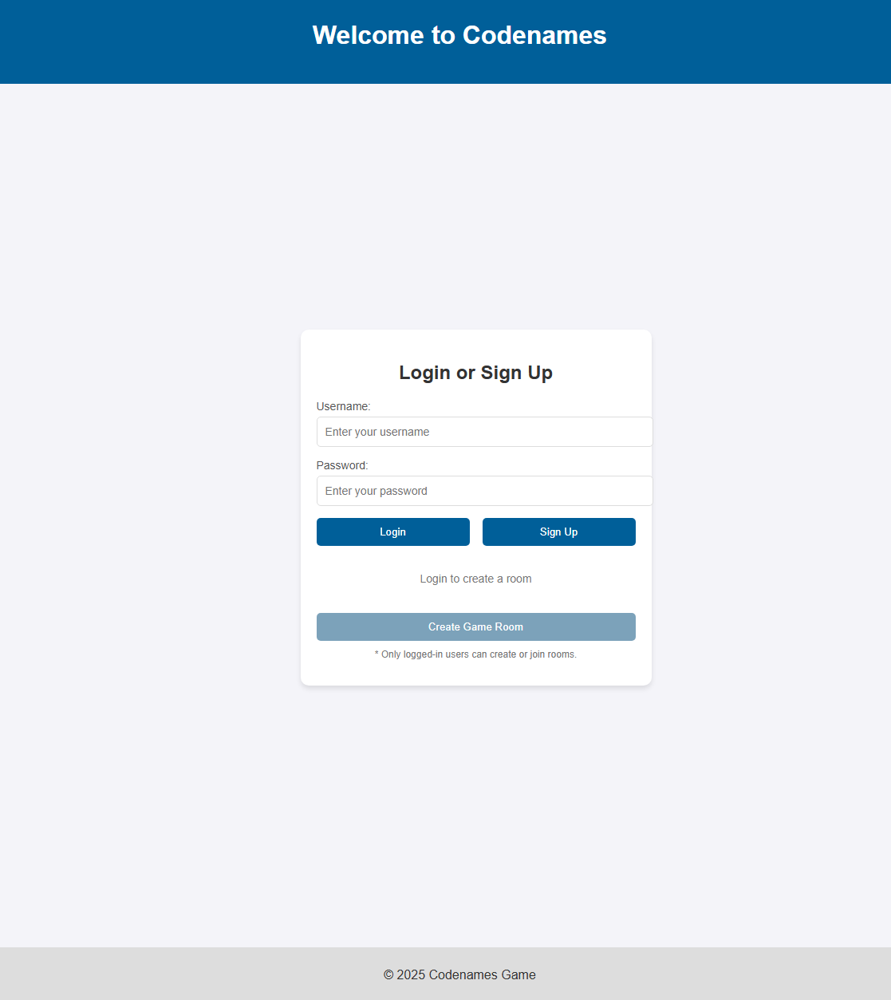 Welcome to Codenames
Login or Sign Up
Username:
Enter your username
Password:
Enter your password
Login
Sign Up
Login to create a room
Create Game Room
* Only logged-in users can create or join rooms.
© 2025 Codenames Game